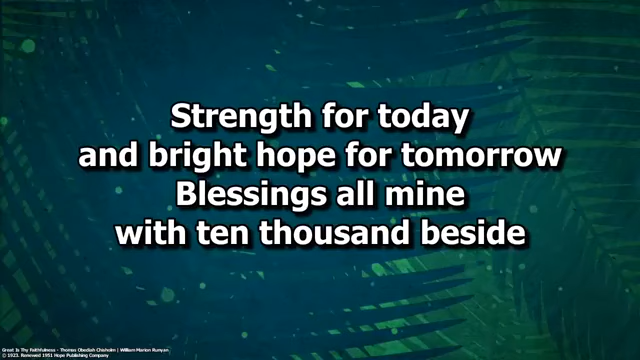 Strength for today
and bright hope for tomorrow
Blessings all mine
with ten thousand beside
Great Is Thy Faithfulness - Thomas Obediah Chisholm | William Marion Runyan
© 1923. Renewed 1951 Hope Publishing Company